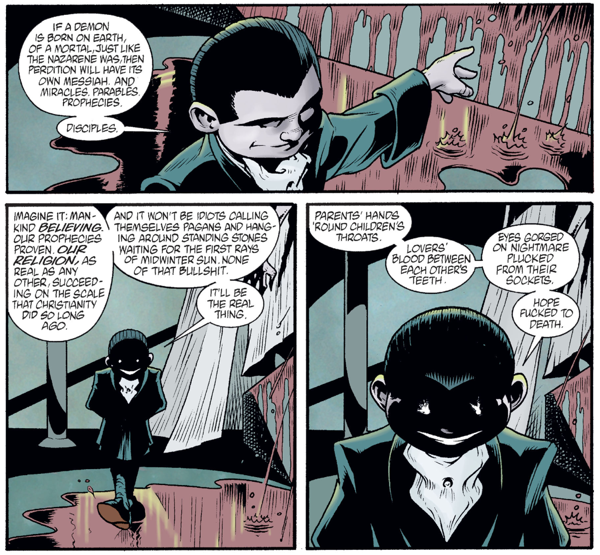 IF A DEMON
IS BORN ON EARTH,
OF A MORTAL, JUST LIKE
THE NAZARENE WAS, THEN
PERDITION WILL HAVE ITS
OWN MESSIAH. AND
MIRACLES. PARABLES.
PROPHECIES.
DISCIPLES.
IMAGINE IT: MAN-
KIND BELIEVING.
OUR PROPHECIES
PROVEN. OUR
RELIGION, AS
REAL AS ANY
OTHER, SUCCEED-
ING ON THE SCALE
THAT CHRISTIANITY
DID SO LONG
AGO.
AND IT WON'T BE IDIOTS CALLING
THEMSELVES PAGANS AND HANG-
ING AROUND STANDING STONES
WAITING FOR THE FIRST RAYS
OF MIDWINTER SUN. NONE
OF THAT BULLSHIT.
IT'LL BE
THE REAL
THING.
PARENTS' HANDS
'ROUND CHILDREN'S
THROATS.
LOVERS'
BLOOD BETWEEN
EACH OTHER'S
TEETH.
EYES GORGED
ON NIGHTMARE
PLUCKED
FROM THEIR
SOCKETS.
HOPE
FUCKED TO
DEATH.